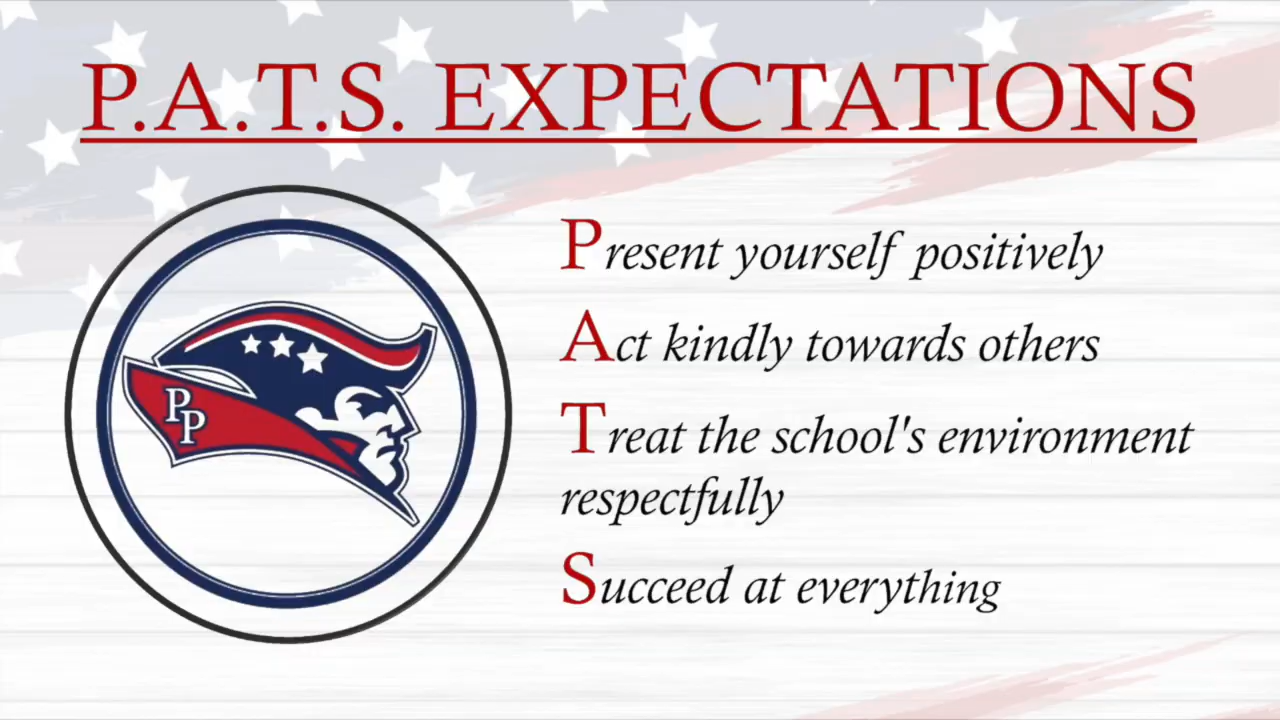 P.A.T.S. EXPECTATIONS
Present yourself positively
Act kindly towards others
Treat the school's environment
respectfully
Succeed at everything
PP